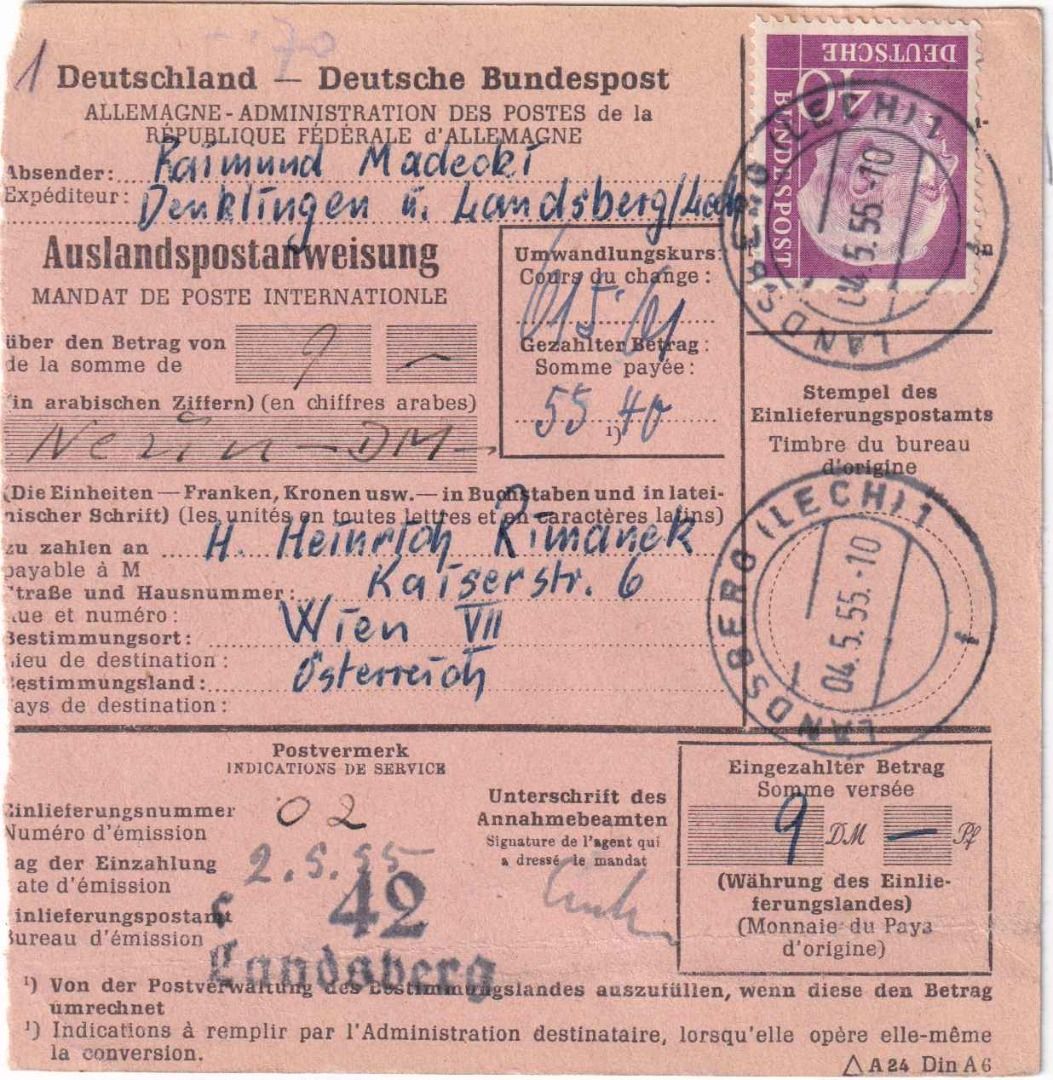 1
Deutschland — Deutsche Bundespost
ALLEMAGNE - ADMINISTRATION DES POSTES de la
RÉPUBLIQUE FÉDÉRALE d'ALLEMAGNE
Absender: Raimund Madecki
Expéditeur: Denklingen ü. Landsberg/Lech
DEUTSCHE
BUNDESPOST
40
LANDSBERG (LECH) 1
04.5.55.-10
f
Auslandspostanweisung
MANDAT DE POSTE INTERNATIONLE
Umwandlungskurs:
Cours du change:
über den Betrag von 9 —
de la somme de
Gezahlter Betrag:
Somme payée:
55 40
¹)
in arabischen Ziffern) (en chiffres arabes)
Neun — DM —
Stempel des
Einlieferungspostamts
Timbre du bureau
d'origine
(Die Einheiten — Franken, Kronen usw. — in Buchstaben und in latei-
nischer Schrift) (les unités en toutes lettres et en caractères latins)
zu zahlen an H. Heinrich Rimanek
payable à M
Straße und Hausnummer: Kaiserstr. 6
Rue et numéro:
Bestimmungsort: Wien VII
Lieu de destination:
Bestimmungsland: Österreich
Pays de destination:
LANDSBERG (LECH) 1
04.5.55.-10
f
Postvermerk
INDICATIONS DE SERVICE
Einlieferungsnummer 02
Numéro d'émission
Tag der Einzahlung 2.5.55
Date d'émission
Einlieferungspostamt
Bureau d'émission
42
Landsberg
Unterschrift des
Annahmebeamten
Signature de l'agent qui
a dressé le mandat
Eingezahlter Betrag
Somme versée
9 DM — Pf
(Währung des Einlie-
ferungslandes)
(Monnaie du Pays
d'origine)
¹) Von der Postverwaltung des Bestimmungslandes auszufüllen, wenn diese den Betrag
umrechnet
¹) Indications à remplir par l'Administration destinataire, lorsqu'elle opère elle-même
la conversion.
△ A 24 Din A 6